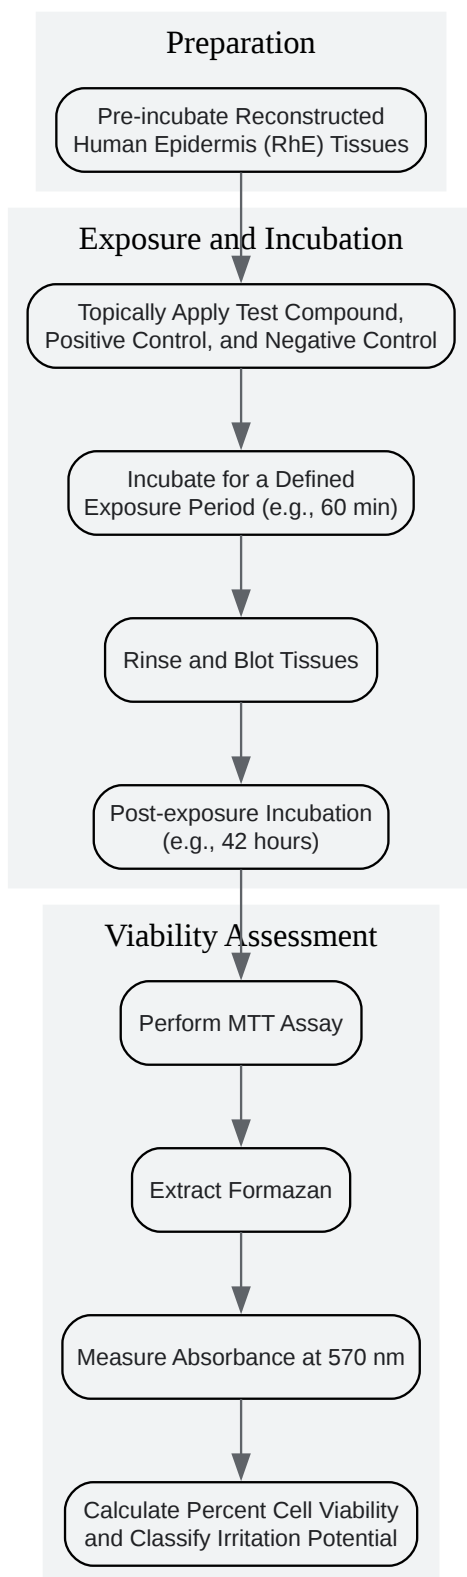 Preparation
Pre-incubate Reconstructed
Human Epidermis (RhE) Tissues
Exposure and Incubation
Topically Apply Test Compound,
Positive Control, and Negative Control
Incubate for a Defined
Exposure Period (e.g., 60 min)
Rinse and Blot Tissues
Post-exposure Incubation
(e.g., 42 hours)
Viability Assessment
Perform MTT Assay
Extract Formazan
Measure Absorbance at 570 nm
Calculate Percent Cell Viability
and Classify Irritation Potential